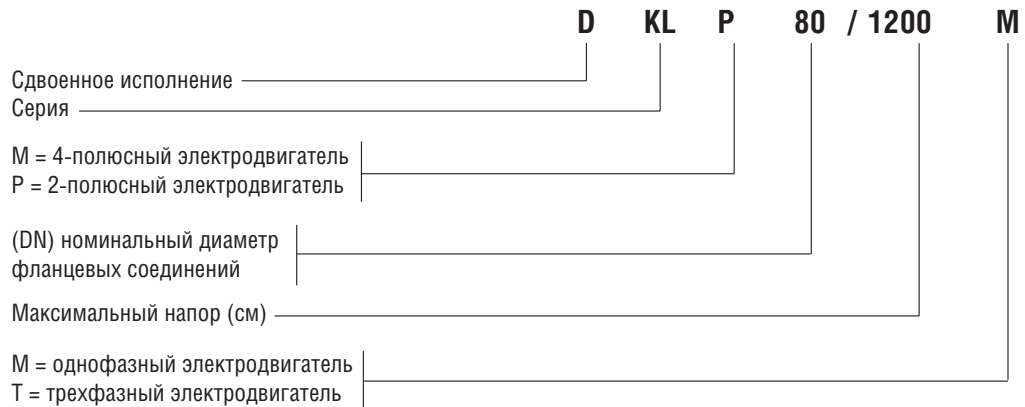 D KL P 80 / 1200 M
Сдвоенное исполнение
Серия
М = 4-полюсный электродвигатель
Р = 2-полюсный электродвигатель
(DN) номинальный диаметр
фланцевых соединений
Максимальный напор (см)
М = однофазный электродвигатель
Т = трехфазный электродвигатель